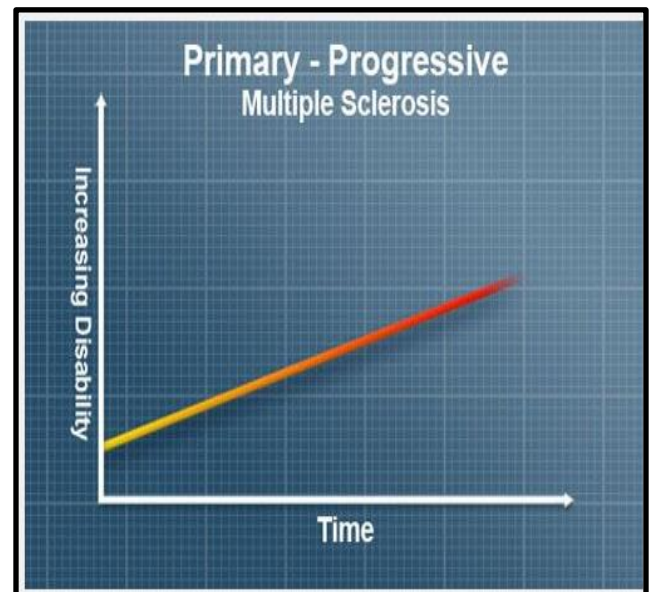 Primary - Progressive
Multiple Sclerosis
Increasing Disability
Time